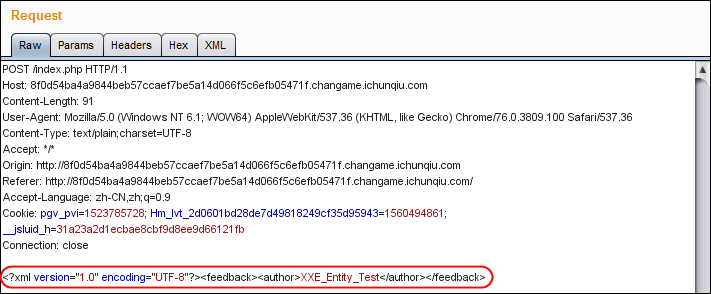 Request
Raw Params Headers Hex XML
POST /index.php HTTP/1.1
Host: 8f0d54ba4a9844beb57ccaef7be5a14d066f5c6efb05471f.changame.ichunqiu.com
Content-Length: 91
User-Agent: Mozilla/5.0 (Windows NT 6.1; WOW64) AppleWebKit/537.36 (KHTML, like Gecko) Chrome/76.0.3809.100 Safari/537.36
Content-Type: text/plain;charset=UTF-8
Accept: */*
Origin: http://8f0d54ba4a9844beb57ccaef7be5a14d066f5c6efb05471f.changame.ichunqiu.com
Referer: http://8f0d54ba4a9844beb57ccaef7be5a14d066f5c6efb05471f.changame.ichunqiu.com/
Accept-Language: zh-CN,zh;q=0.9
Cookie: pgv_pvi=1523785728; Hm_lvt_2d0601bd28de7d49818249cf35d95943=1560494861;
__jsluid_h=31a23a2d1ecbae8cbf9d8ee9d66121fb
Connection: close
<?xml version="1.0" encoding="UTF-8"?><feedback><author>XXE_Entity_Test</author></feedback>